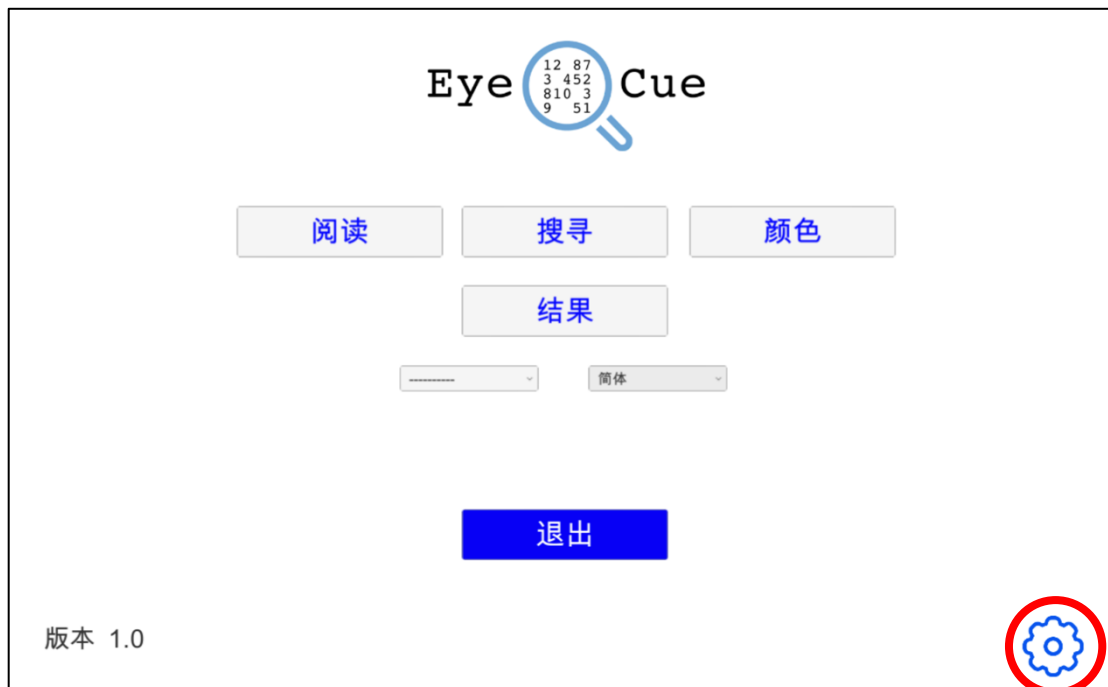 Eye Cue
12 87
3 452
810 3
9 51
阅读 搜寻 颜色
结果
---------- 简体
退出
版本 1.0